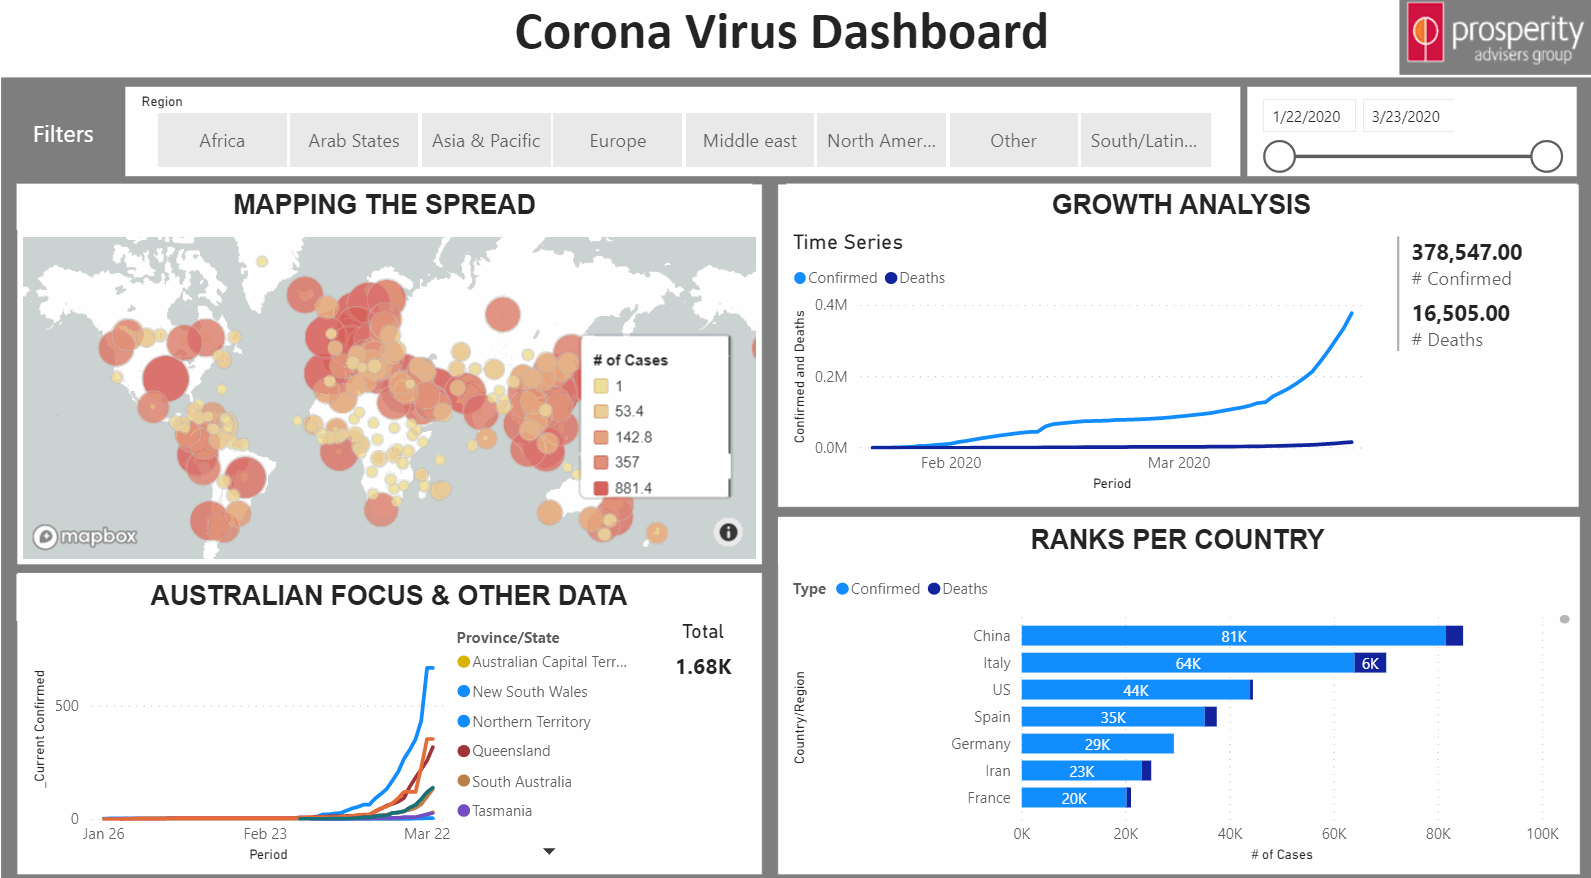 Corona Virus Dashboard
prosperity
advisers group
Filters
Region
Africa
Arab States
Asia & Pacific
Europe
Middle east
North Amer...
Other
South/Latin...
1/22/2020
3/23/2020
MAPPING THE SPREAD
# of Cases
1
53.4
142.8
357
881.4
mapbox
GROWTH ANALYSIS
Time Series
Confirmed
Deaths
Confirmed and Deaths
0.4M
0.2M
0.0M
Feb 2020
Mar 2020
Period
378,547.00
# Confirmed
16,505.00
# Deaths
AUSTRALIAN FOCUS & OTHER DATA
_Current Confirmed
500
0
Jan 26
Feb 23
Mar 22
Period
Province/State
Australian Capital Terr...
New South Wales
Northern Territory
Queensland
South Australia
Tasmania
Total
1.68K
RANKS PER COUNTRY
Type
Confirmed
Deaths
Country/Region
China
81K
Italy
64K
6K
US
44K
Spain
35K
Germany
29K
Iran
23K
France
20K
0K
20K
40K
60K
80K
100K
# of Cases